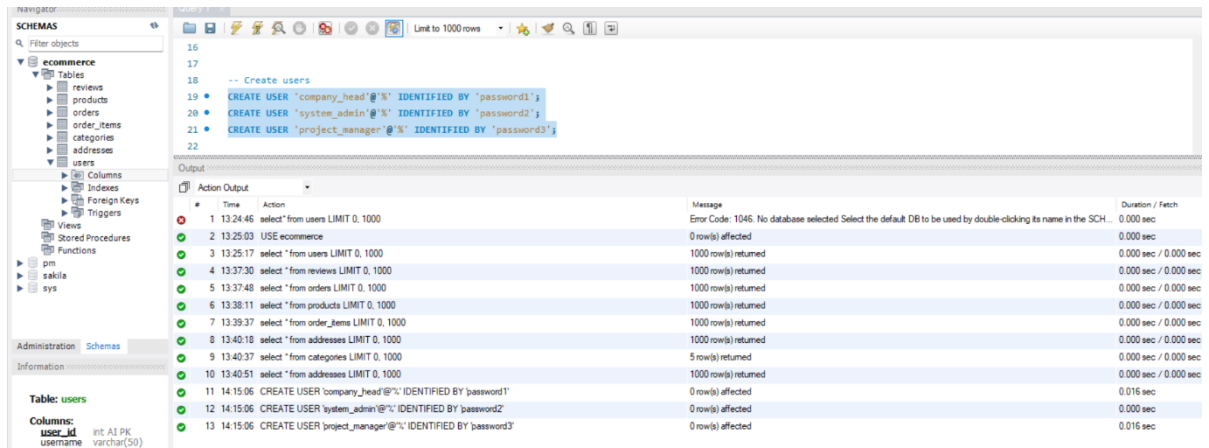 Navigator
SCHEMAS
Filter objects
ecommerce
Tables
reviews
products
orders
order_items
categories
addresses
users
Columns
Indexes
Foreign Keys
Triggers
Views
Stored Procedures
Functions
pm
sakila
sys
Administration Schemas
Information
Table: users
Columns:
user_id int AI PK
username varchar(50)
Query 1
Limit to 1000 rows
16
17
18 -- Create users
19 CREATE USER 'company_head'@'%' IDENTIFIED BY 'password1';
20 CREATE USER 'system_admin'@'%' IDENTIFIED BY 'password2';
21 CREATE USER 'project_manager'@'%' IDENTIFIED BY 'password3';
22
Output
Action Output
# Time Action Message Duration / Fetch
1 13:24:46 select* from users LIMIT 0, 1000 Error Code: 1046. No database selected Select the default DB to be used by double-clicking its name in the SCH... 0.000 sec
2 13:25:03 USE ecommerce 0 row(s) affected 0.000 sec
3 13:25:17 select * from users LIMIT 0, 1000 1000 row(s) returned 0.000 sec / 0.000 sec
4 13:37:30 select * from reviews LIMIT 0, 1000 1000 row(s) returned 0.000 sec / 0.000 sec
5 13:37:48 select * from orders LIMIT 0, 1000 1000 row(s) returned 0.000 sec / 0.000 sec
6 13:38:11 select * from products LIMIT 0, 1000 1000 row(s) returned 0.000 sec / 0.000 sec
7 13:39:37 select * from order_items LIMIT 0, 1000 1000 row(s) returned 0.000 sec / 0.000 sec
8 13:40:18 select * from addresses LIMIT 0, 1000 1000 row(s) returned 0.000 sec / 0.000 sec
9 13:40:37 select * from categories LIMIT 0, 1000 5 row(s) returned 0.000 sec / 0.000 sec
10 13:40:51 select * from addresses LIMIT 0, 1000 1000 row(s) returned 0.000 sec / 0.000 sec
11 14:15:06 CREATE USER 'company_head'@'%' IDENTIFIED BY 'password1' 0 row(s) affected 0.016 sec
12 14:15:06 CREATE USER 'system_admin'@'%' IDENTIFIED BY 'password2' 0 row(s) affected 0.000 sec
13 14:15:06 CREATE USER 'project_manager'@'%' IDENTIFIED BY 'password3' 0 row(s) affected 0.016 sec